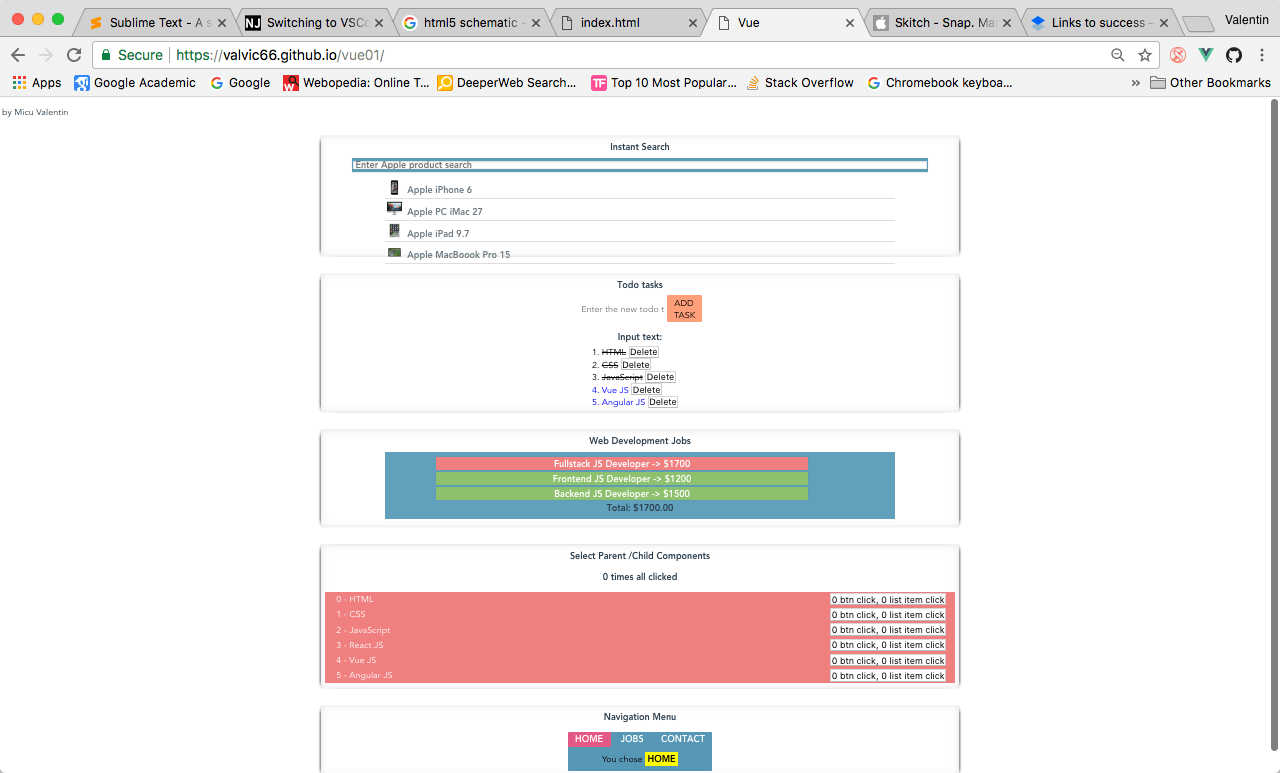 Sublime Text - A s
Switching to VSCo
html5 schematic -
index.html
Vue
Skitch - Snap. Mar
Links to success –
Valentin
Secure
https://valvic66.github.io/vue01/
Apps
Google Academic
Google
Webopedia: Online T...
DeeperWeb Search...
Top 10 Most Popular...
Stack Overflow
Chromebook keyboa...
»
Other Bookmarks
by Micu Valentin
Instant Search
Enter Apple product search
Apple iPhone 6
Apple PC iMac 27
Apple iPad 9.7
Apple MacBoook Pro 15
Todo tasks
Enter the new todo t
ADD
TASK
Input text:
1. HTML Delete
2. CSS Delete
3. JavaScript Delete
4. Vue JS Delete
5. Angular JS Delete
Web Development Jobs
Fullstack JS Developer -> $1700
Frontend JS Developer -> $1200
Backend JS Developer -> $1500
Total: $1700.00
Select Parent /Child Components
0 times all clicked
0 - HTML 0 btn click, 0 list item click
1 - CSS 0 btn click, 0 list item click
2 - JavaScript 0 btn click, 0 list item click
3 - React JS 0 btn click, 0 list item click
4 - Vue JS 0 btn click, 0 list item click
5 - Angular JS 0 btn click, 0 list item click
Navigation Menu
HOME JOBS CONTACT
You chose HOME